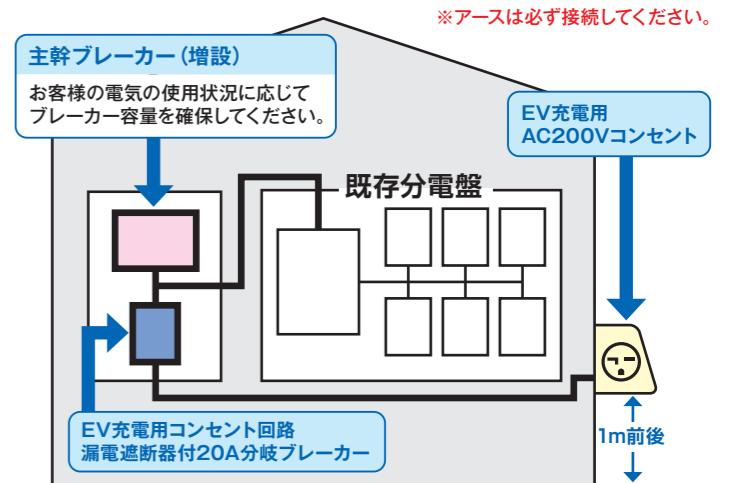 ※アースは必ず接続してください。
主幹ブレーカー（増設）
お客様の電気の使用状況に応じて
ブレーカー容量を確保してください。
EV充電用
AC200Vコンセント
既存分電盤
EV充電用コンセント回路
漏電遮断器付20A分岐ブレーカー
1m前後